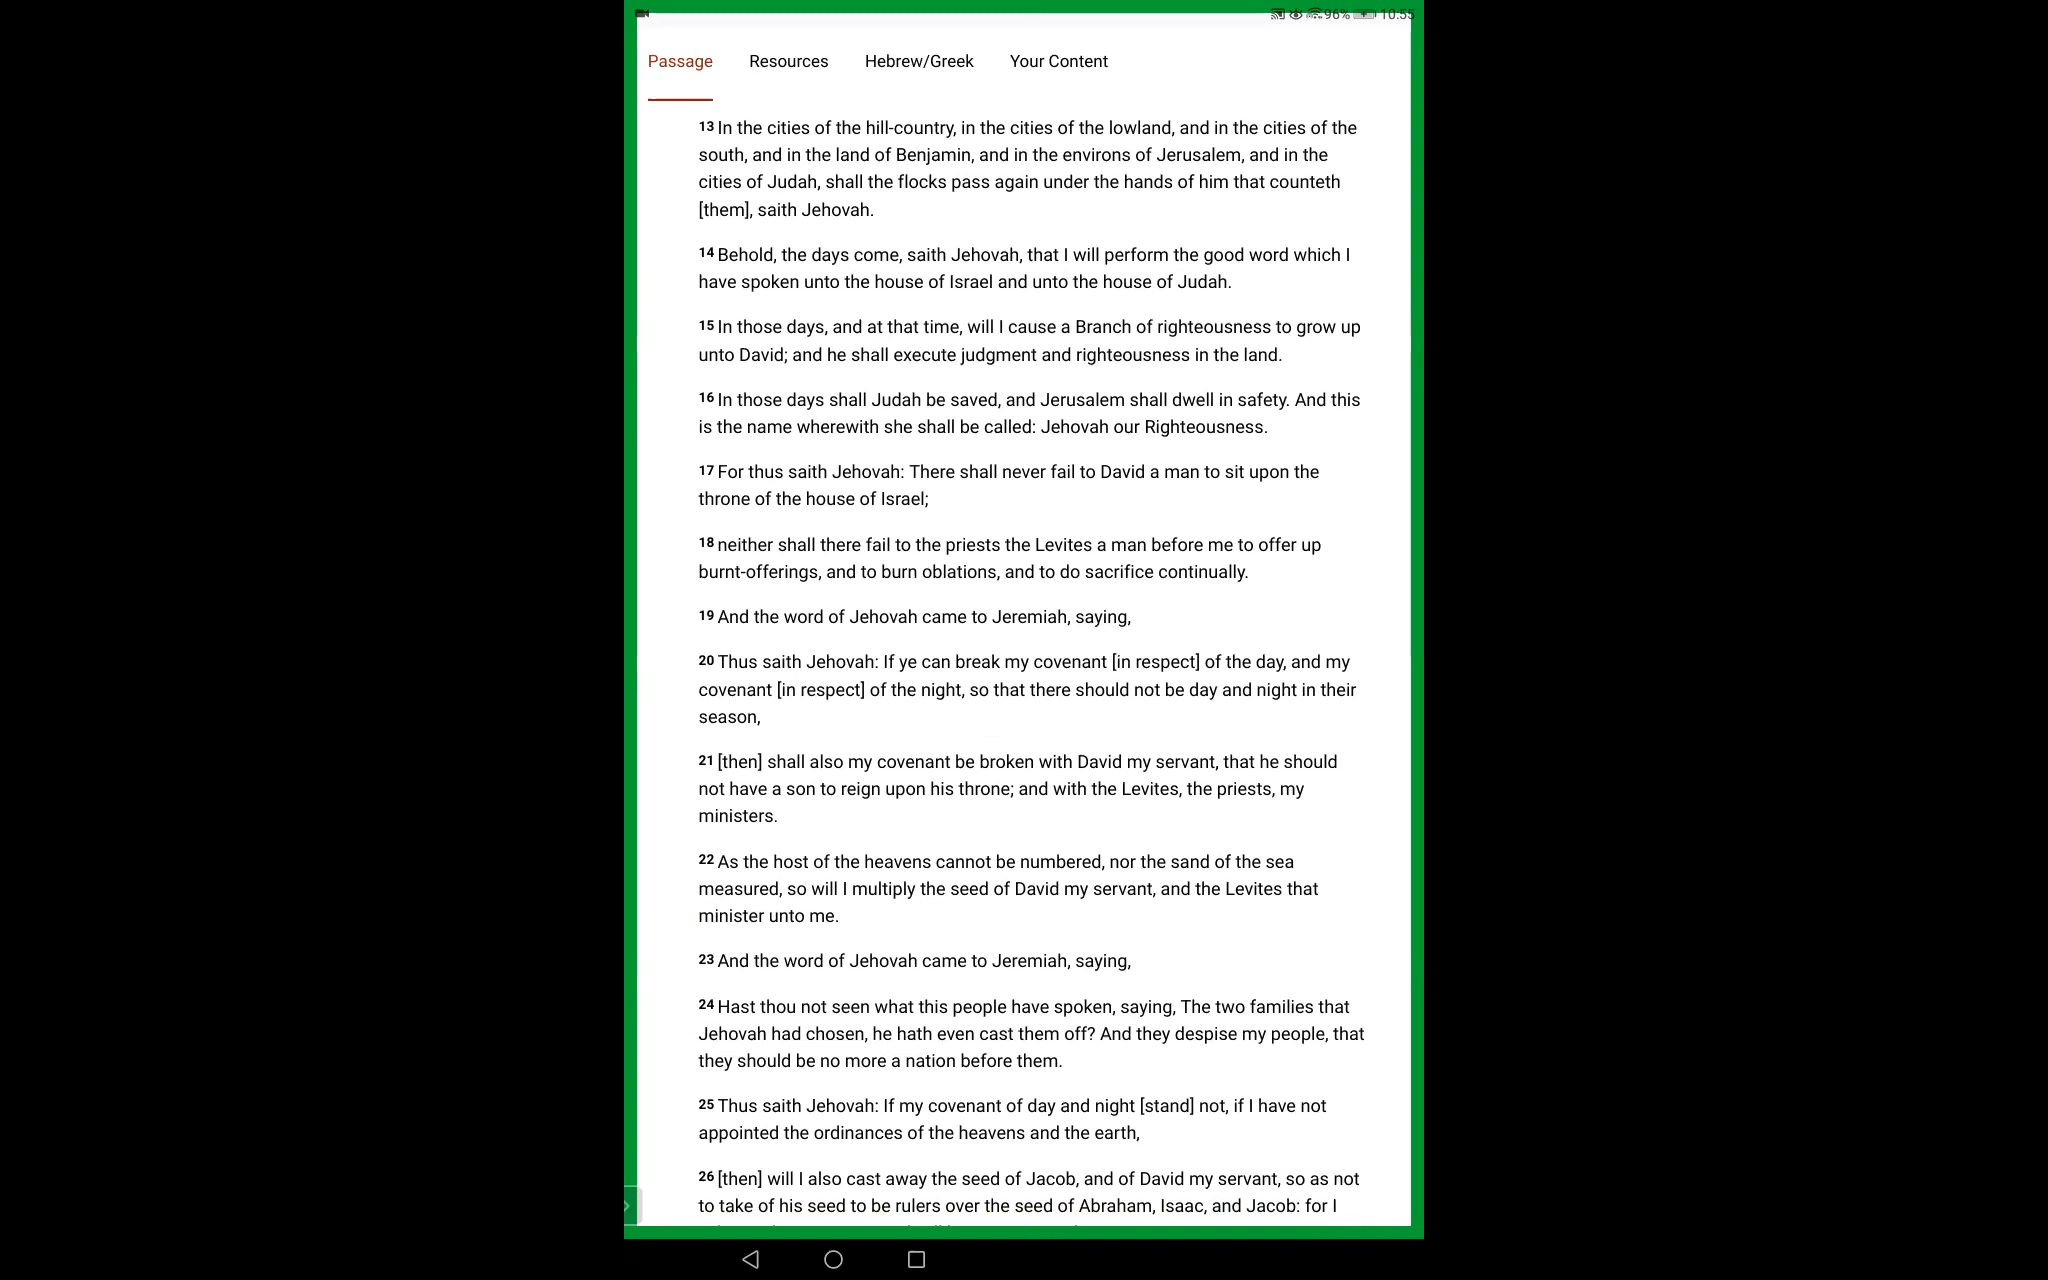 96% 10:55
Passage Resources Hebrew/Greek Your Content
13 In the cities of the hill-country, in the cities of the lowland, and in the cities of the
south, and in the land of Benjamin, and in the environs of Jerusalem, and in the
cities of Judah, shall the flocks pass again under the hands of him that counteth
[them], saith Jehovah.
14 Behold, the days come, saith Jehovah, that I will perform the good word which I
have spoken unto the house of Israel and unto the house of Judah.
15 In those days, and at that time, will I cause a Branch of righteousness to grow up
unto David; and he shall execute judgment and righteousness in the land.
16 In those days shall Judah be saved, and Jerusalem shall dwell in safety. And this
is the name wherewith she shall be called: Jehovah our Righteousness.
17 For thus saith Jehovah: There shall never fail to David a man to sit upon the
throne of the house of Israel;
18 neither shall there fail to the priests the Levites a man before me to offer up
burnt-offerings, and to burn oblations, and to do sacrifice continually.
19 And the word of Jehovah came to Jeremiah, saying,
20 Thus saith Jehovah: If ye can break my covenant [in respect] of the day, and my
covenant [in respect] of the night, so that there should not be day and night in their
season,
21 [then] shall also my covenant be broken with David my servant, that he should
not have a son to reign upon his throne; and with the Levites, the priests, my
ministers.
22 As the host of the heavens cannot be numbered, nor the sand of the sea
measured, so will I multiply the seed of David my servant, and the Levites that
minister unto me.
23 And the word of Jehovah came to Jeremiah, saying,
24 Hast thou not seen what this people have spoken, saying, The two families that
Jehovah had chosen, he hath even cast them off? And they despise my people, that
they should be no more a nation before them.
25 Thus saith Jehovah: If my covenant of day and night [stand] not, if I have not
appointed the ordinances of the heavens and the earth,
26 [then] will I also cast away the seed of Jacob, and of David my servant, so as not
to take of his seed to be rulers over the seed of Abraham, Isaac, and Jacob: for I